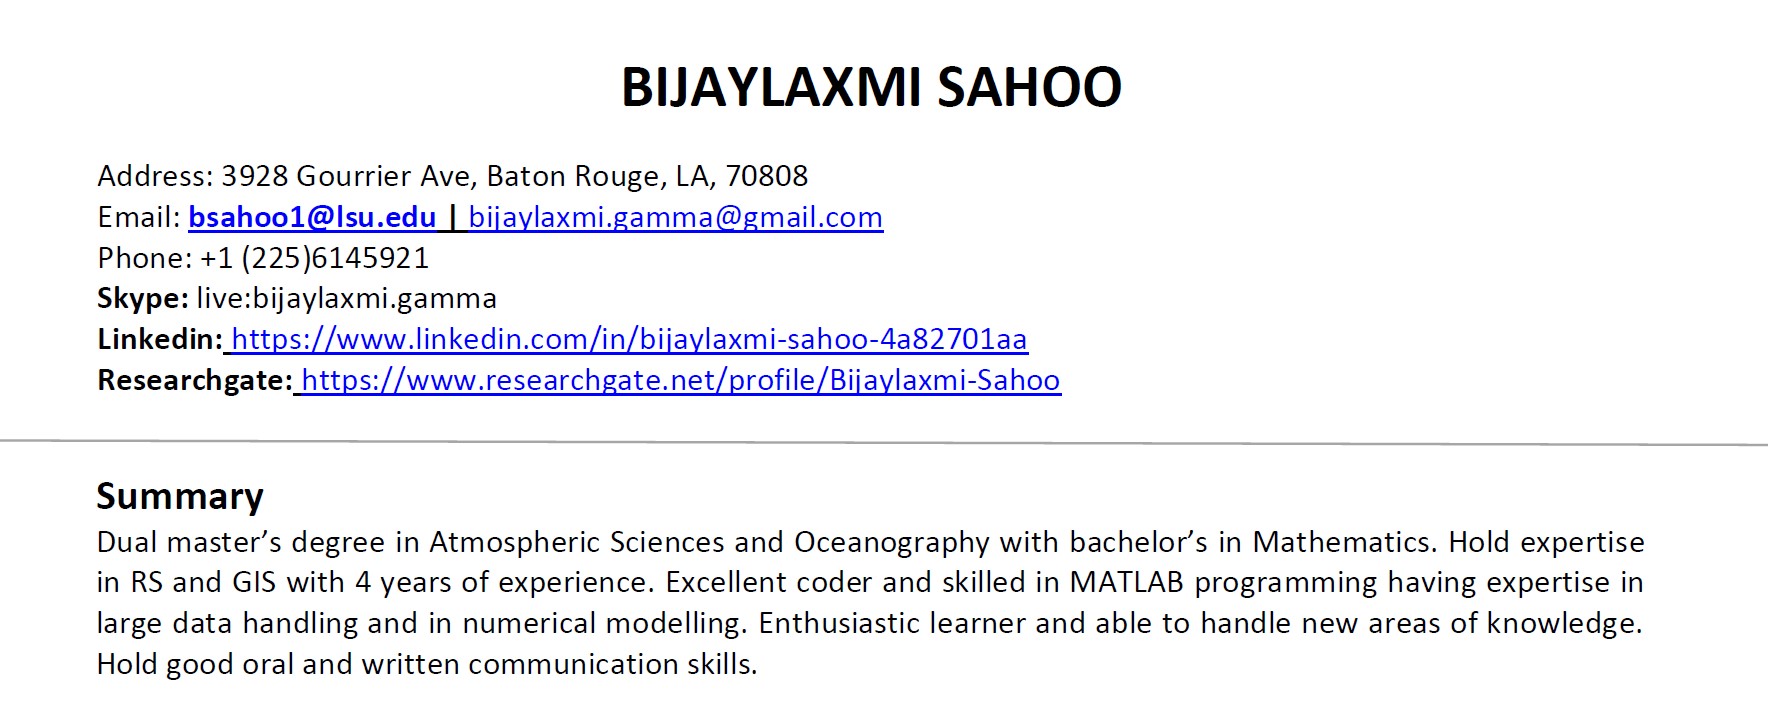 BIJAYLAXMI SAHOO
Address: 3928 Gourrier Ave, Baton Rouge, LA, 70808
Email: bsahoo1@lsu.edu | bijaylaxmi.gamma@gmail.com
Phone: +1 (225)6145921
Skype: live:bijaylaxmi.gamma
Linkedin: https://www.linkedin.com/in/bijaylaxmi-sahoo-4a82701aa
Researchgate: https://www.researchgate.net/profile/Bijaylaxmi-Sahoo
Summary
Dual master’s degree in Atmospheric Sciences and Oceanography with bachelor’s in Mathematics. Hold expertise
in RS and GIS with 4 years of experience. Excellent coder and skilled in MATLAB programming having expertise in
large data handling and in numerical modelling. Enthusiastic learner and able to handle new areas of knowledge.
Hold good oral and written communication skills.